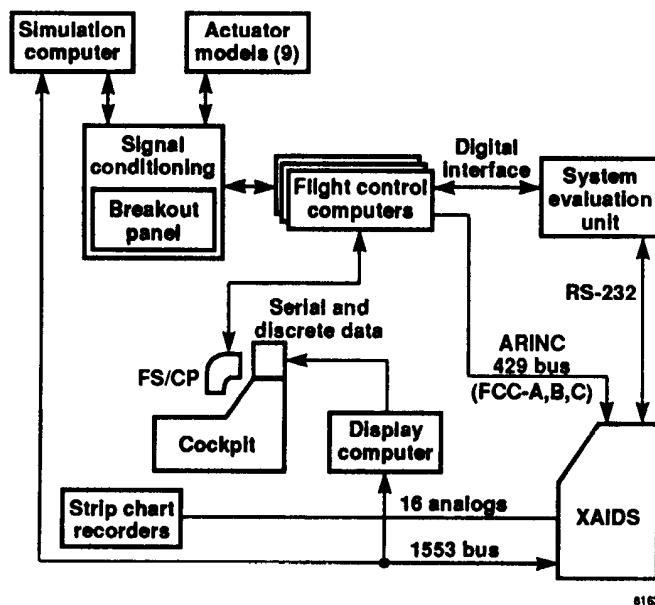 Simulation
computer
Actuator
models (9)
Signal
conditioning
Breakout
panel
Flight control
computers
Digital
interface
System
evaluation
unit
RS-232
Serial and
discrete data
ARINC
429 bus
(FCC-A,B,C)
FS/CP
Cockpit
Display
computer
Strip chart
recorders
16 analogs
XAIDS
1553 bus